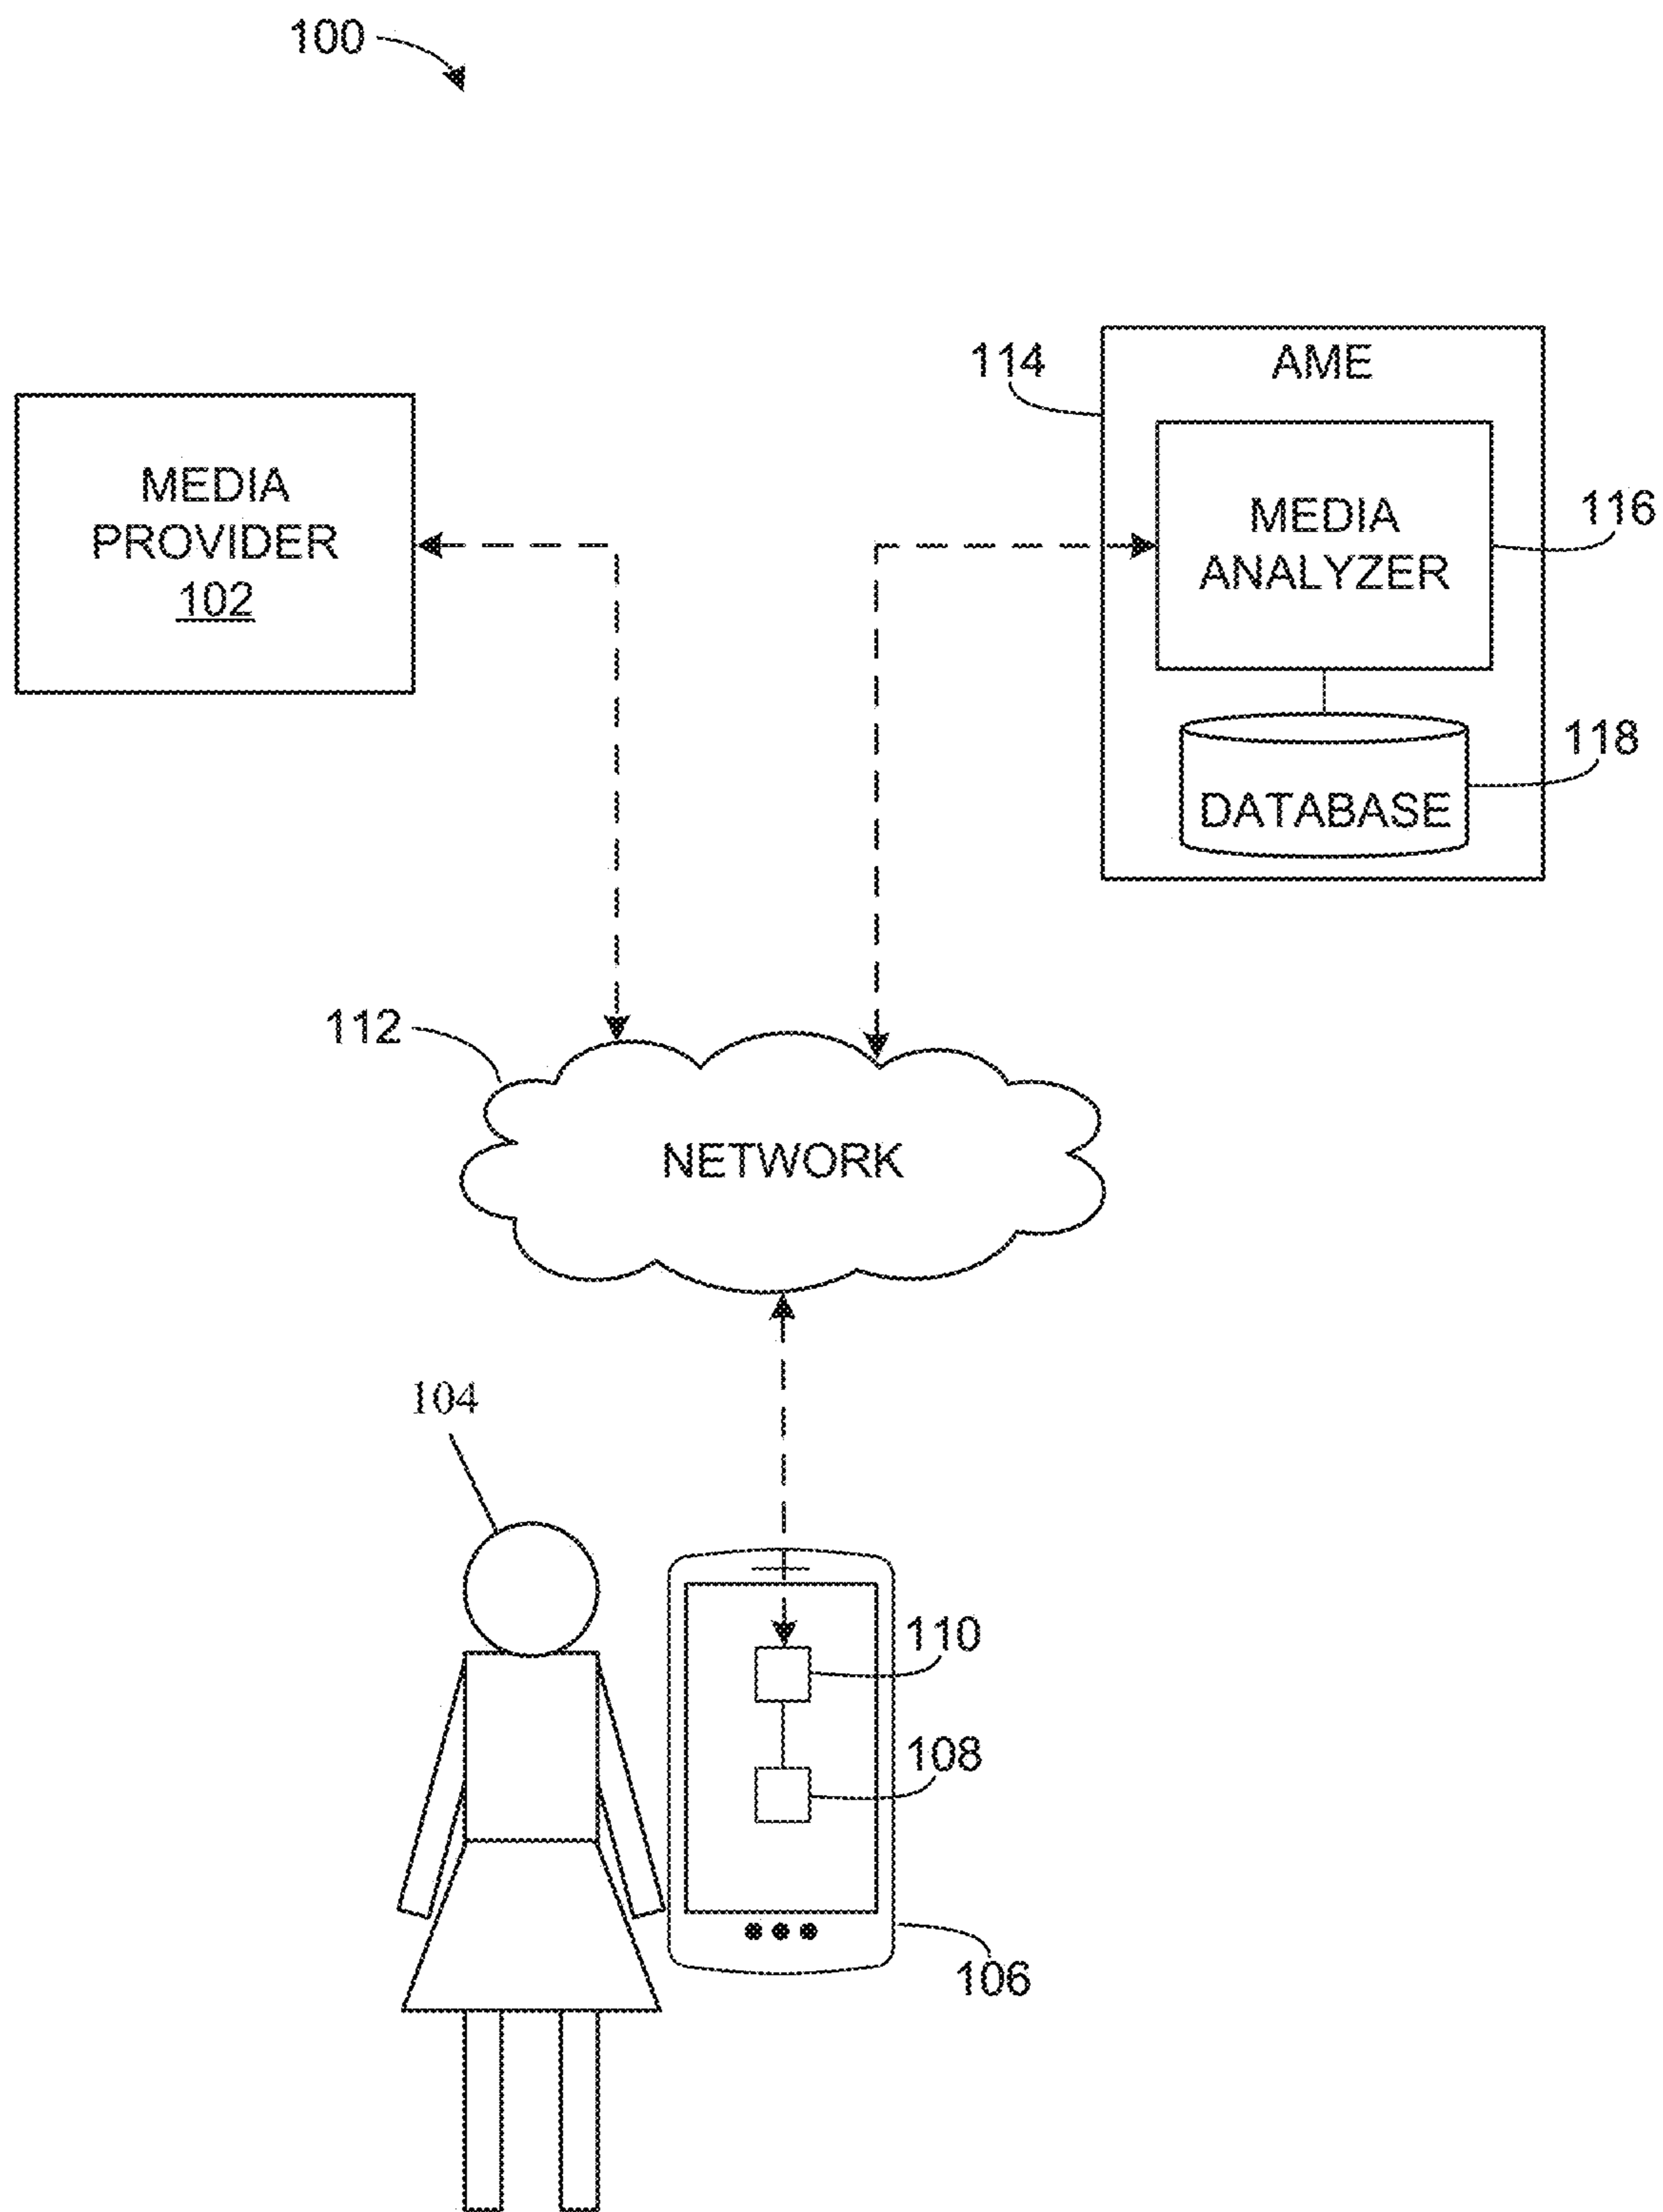 100
114
AME
MEDIA
PROVIDER
102
MEDIA
ANALYZER
116
118
DATABASE
112
NETWORK
104
110
108
106